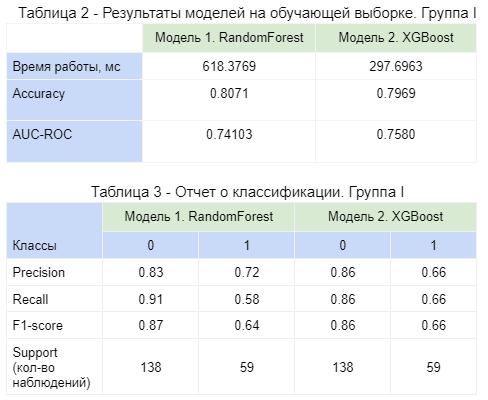 Таблица 2 - Результаты моделей на обучающей выборке. Группа I
Модель 1. RandomForest Модель 2. XGBoost
Время работы, мс 618.3769 297.6963
Accuracy 0.8071 0.7969
AUC-ROC 0.74103 0.7580
Таблица 3 - Отчет о классификации. Группа I
Модель 1. RandomForest Модель 2. XGBoost
Классы 0 1 0 1
Precision 0.83 0.72 0.86 0.66
Recall 0.91 0.58 0.86 0.66
F1-score 0.87 0.64 0.86 0.66
Support
(кол-во 138 59 138 59
наблюдений)